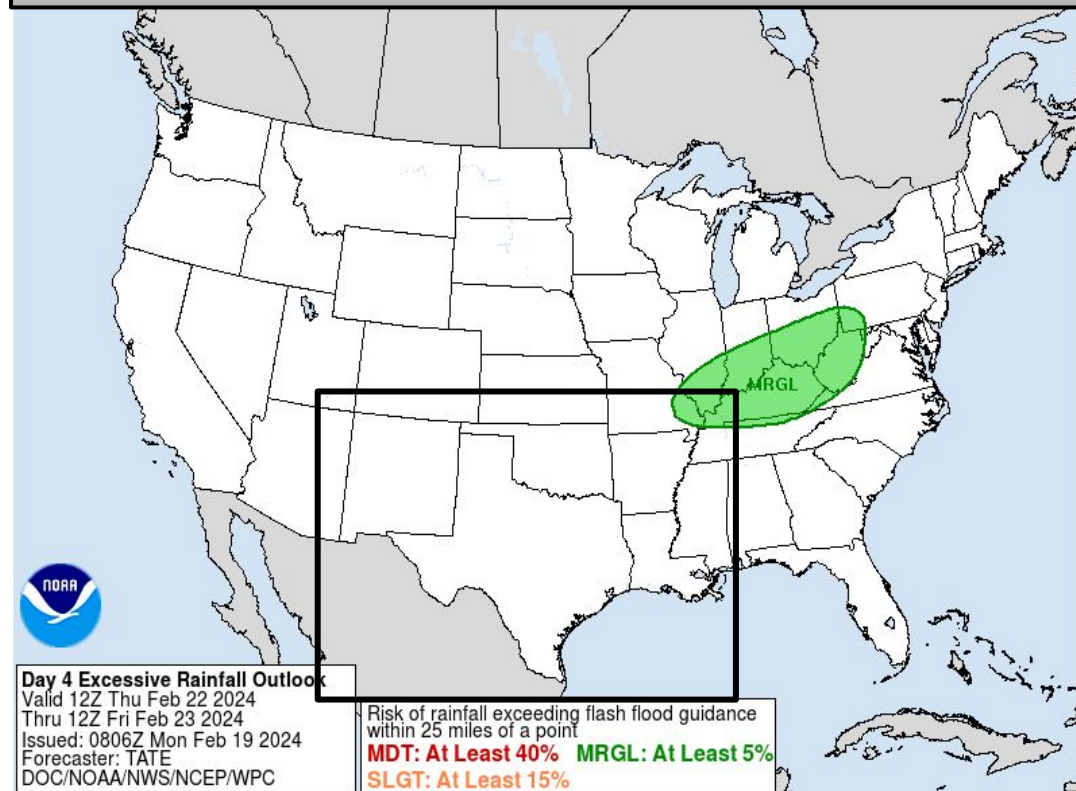 MRGL
NOAA
Day 4 Excessive Rainfall Outlook
Valid 12Z Thu Feb 22 2024
Thru 12Z Fri Feb 23 2024
Issued: 0806Z Mon Feb 19 2024
Forecaster: TATE
DOC/NOAA/NWS/NCEP/WPC
Risk of rainfall exceeding flash flood guidance
within 25 miles of a point
MDT: At Least 40% MRGL: At Least 5%
SLGT: At Least 15%